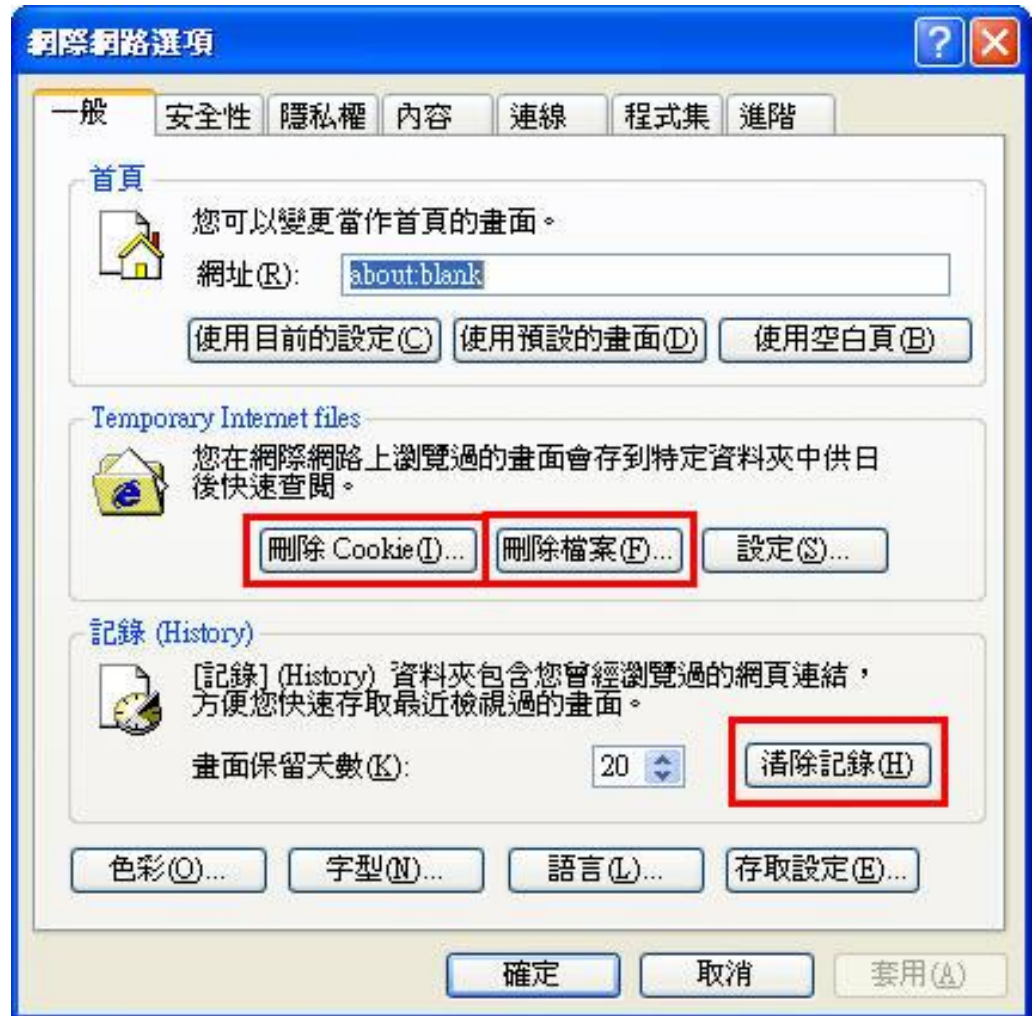 網際網路選項
一般 安全性 隱私權 內容 連線 程式集 進階
首頁
您可以變更當作首頁的畫面。
網址(R): about:blank
使用目前的設定(C) 使用預設的畫面(D) 使用空白頁(B)
Temporary Internet files
您在網際網路上瀏覽過的畫面會存到特定資料夾中供日
後快速查閱。
刪除 Cookie(I)... 刪除檔案(F)... 設定(S)...
記錄 (History)
[記錄] (History) 資料夾包含您曾經瀏覽過的網頁連結，
方便您快速存取最近檢視過的畫面。
畫面保留天數(K): 20 清除記錄(H)
色彩(O)... 字型(N)... 語言(L)... 存取設定(E)...
確定 取消 套用(A)